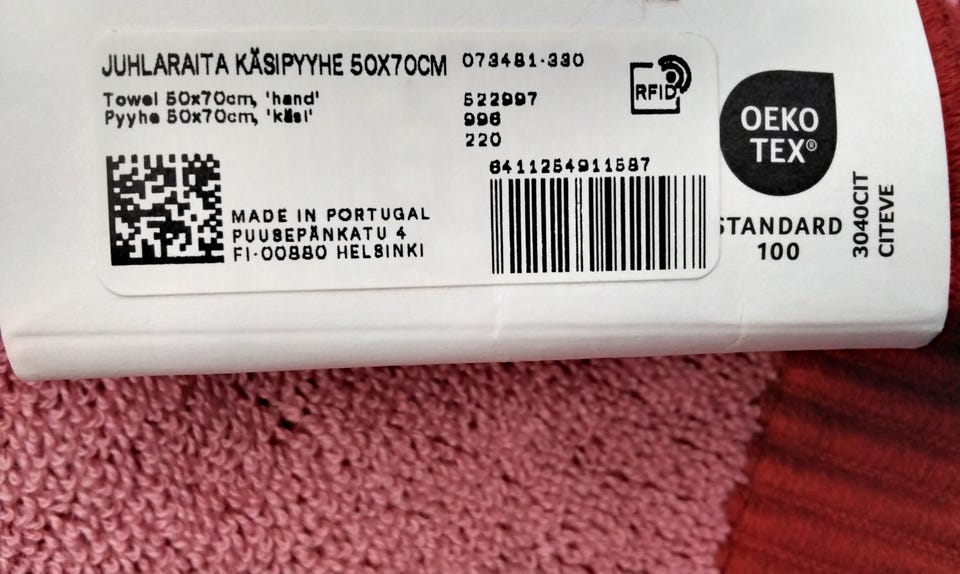 JUHLARAITA KÄSIPYYHE 50X70CM
073481-330
Towel 50x70cm, 'hand'
Pyyhe 50x70cm, 'käsi'
522997
996
220
RFID
6411254911587
MADE IN PORTUGAL
PUUSEPÄNKATU 4
FI-00880 HELSINKI
OEKO
TEX®
STANDARD
100
3040CIT
CITEVE